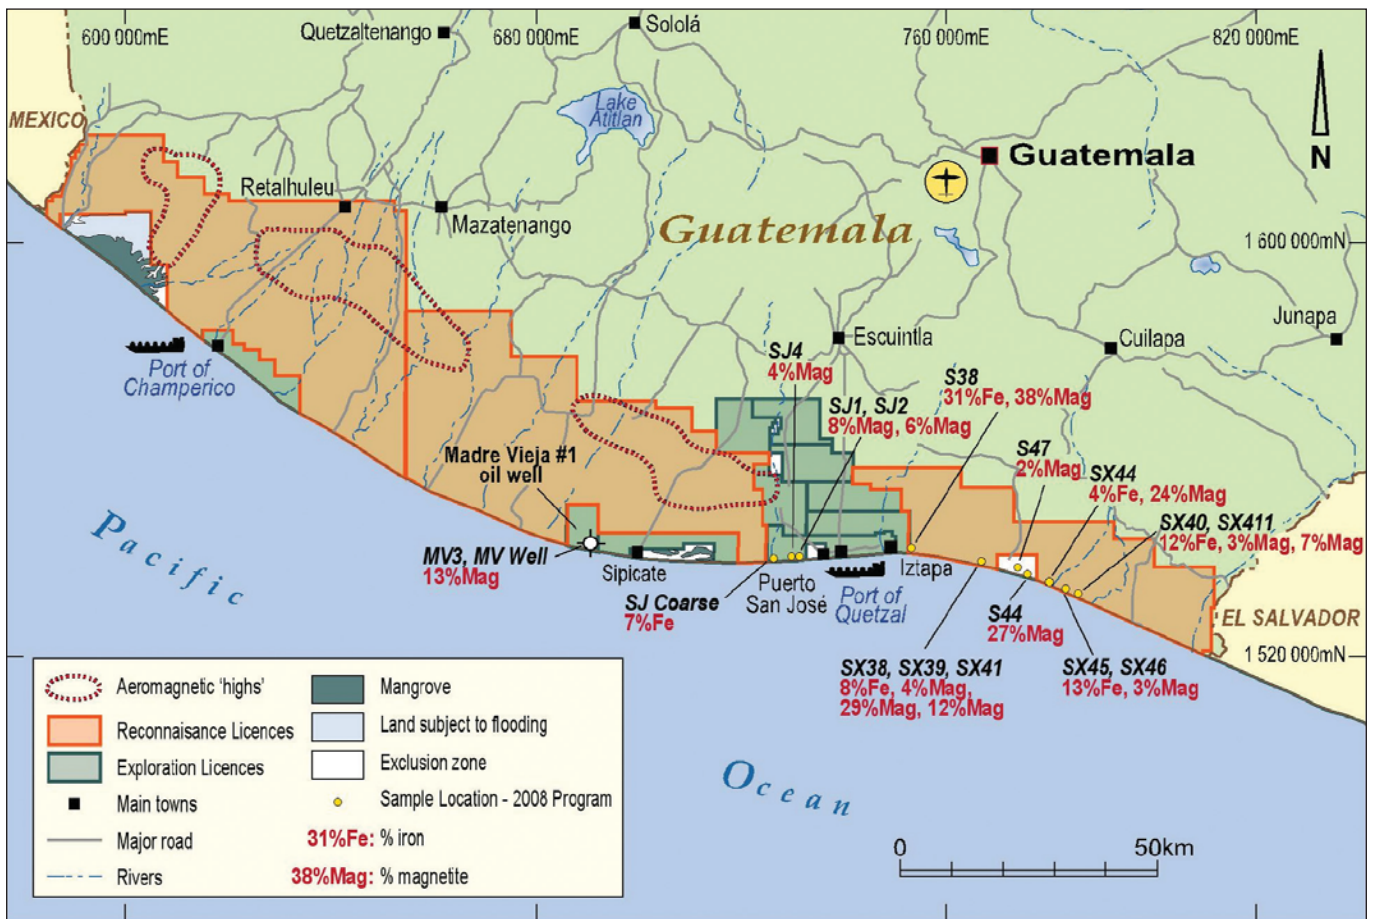 600 000mE
680 000mE
760 000mE
820 000mE
Quetzaltenango
Sololá
MEXICO
Lake
Atitlan
N
Guatemala
Retalhuleu
Mazatenango
Guatemala
1 600 000mN
Junapa
Escuintla
Cuilapa
Port of
Champerico
SJ4
4%Mag
S38
31%Fe, 38%Mag
SJ1, SJ2
8%Mag, 6%Mag
Madre Vieja #1
oil well
S47
2%Mag
SX44
4%Fe, 24%Mag
SX40, SX411
12%Fe, 3%Mag, 7%Mag
Pacific
MV3, MV Well
13%Mag
Sipicate
SJ Coarse
7%Fe
Puerto
San José
Port of
Quetzal
Iztapa
S44
27%Mag
EL SALVADOR
1 520 000mN
SX38, SX39, SX41
8%Fe, 4%Mag,
29%Mag, 12%Mag
SX45, SX46
13%Fe, 3%Mag
Ocean
Aeromagnetic 'highs'
Reconnaisance Licences
Exploration Licences
Main towns
Major road
Rivers
Mangrove
Land subject to flooding
Exclusion zone
Sample Location - 2008 Program
31%Fe: % iron
38%Mag: % magnetite
0
50km